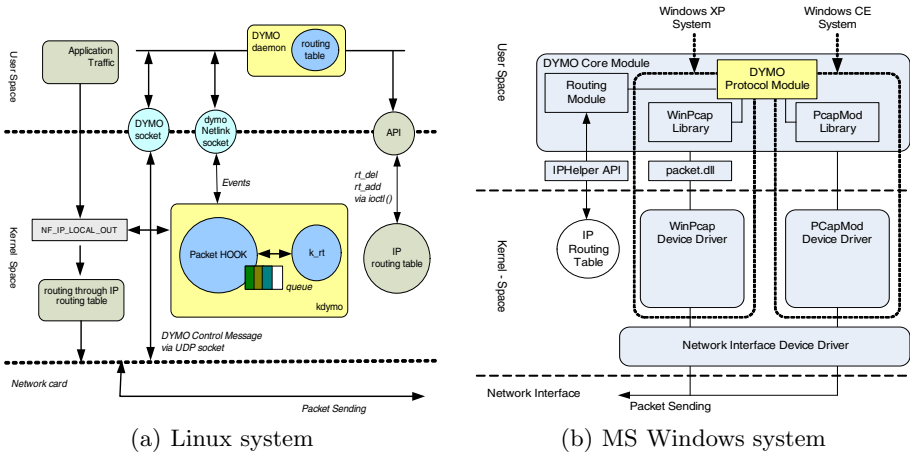 User Space
Application
Traffic
DYMO
daemon
routing
table
DYMO
socket
dymo
Netlink
socket
API
Events
rt_del
rt_add
via ioctl()
Kernel Space
NF_IP_LOCAL_OUT
Packet HOOK
k_rt
queue
kdymo
IP
routing table
routing through IP
routing table
DYMO Control Message
via UDP socket
Network card
Packet Sending
(a) Linux system
Windows XP
System
Windows CE
System
User Space
DYMO Core Module
DYMO
Protocol Module
Routing
Module
WinPcap
Library
PcapMod
Library
IPHelper API
packet.dll
Kernel - Space
IP
Routing
Table
WinPcap
Device Driver
PCapMod
Device Driver
Network Interface Device Driver
Network Interface
Packet Sending
(b) MS Windows system